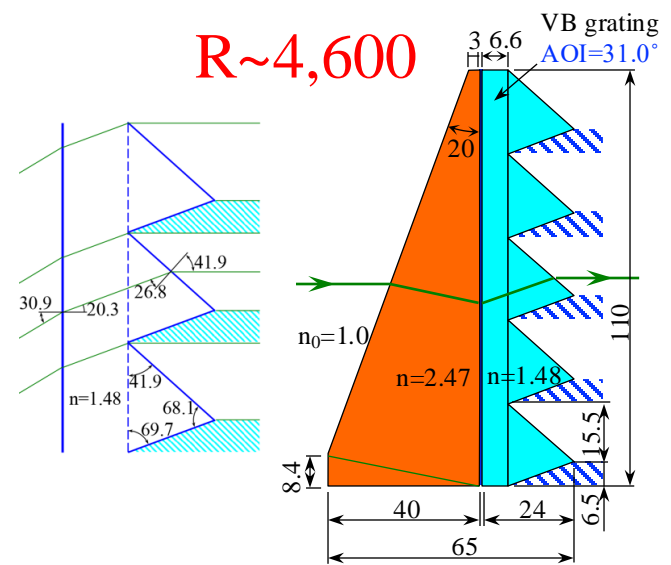 R~4,600
VB grating
AOI=31.0°
3
6.6
20
41.9
26.8
30.9
20.3
n=1.48
41.9
68.1
69.7
n₀=1.0
n=2.47
n=1.48
110
15.5
6.5
8.4
40
24
65